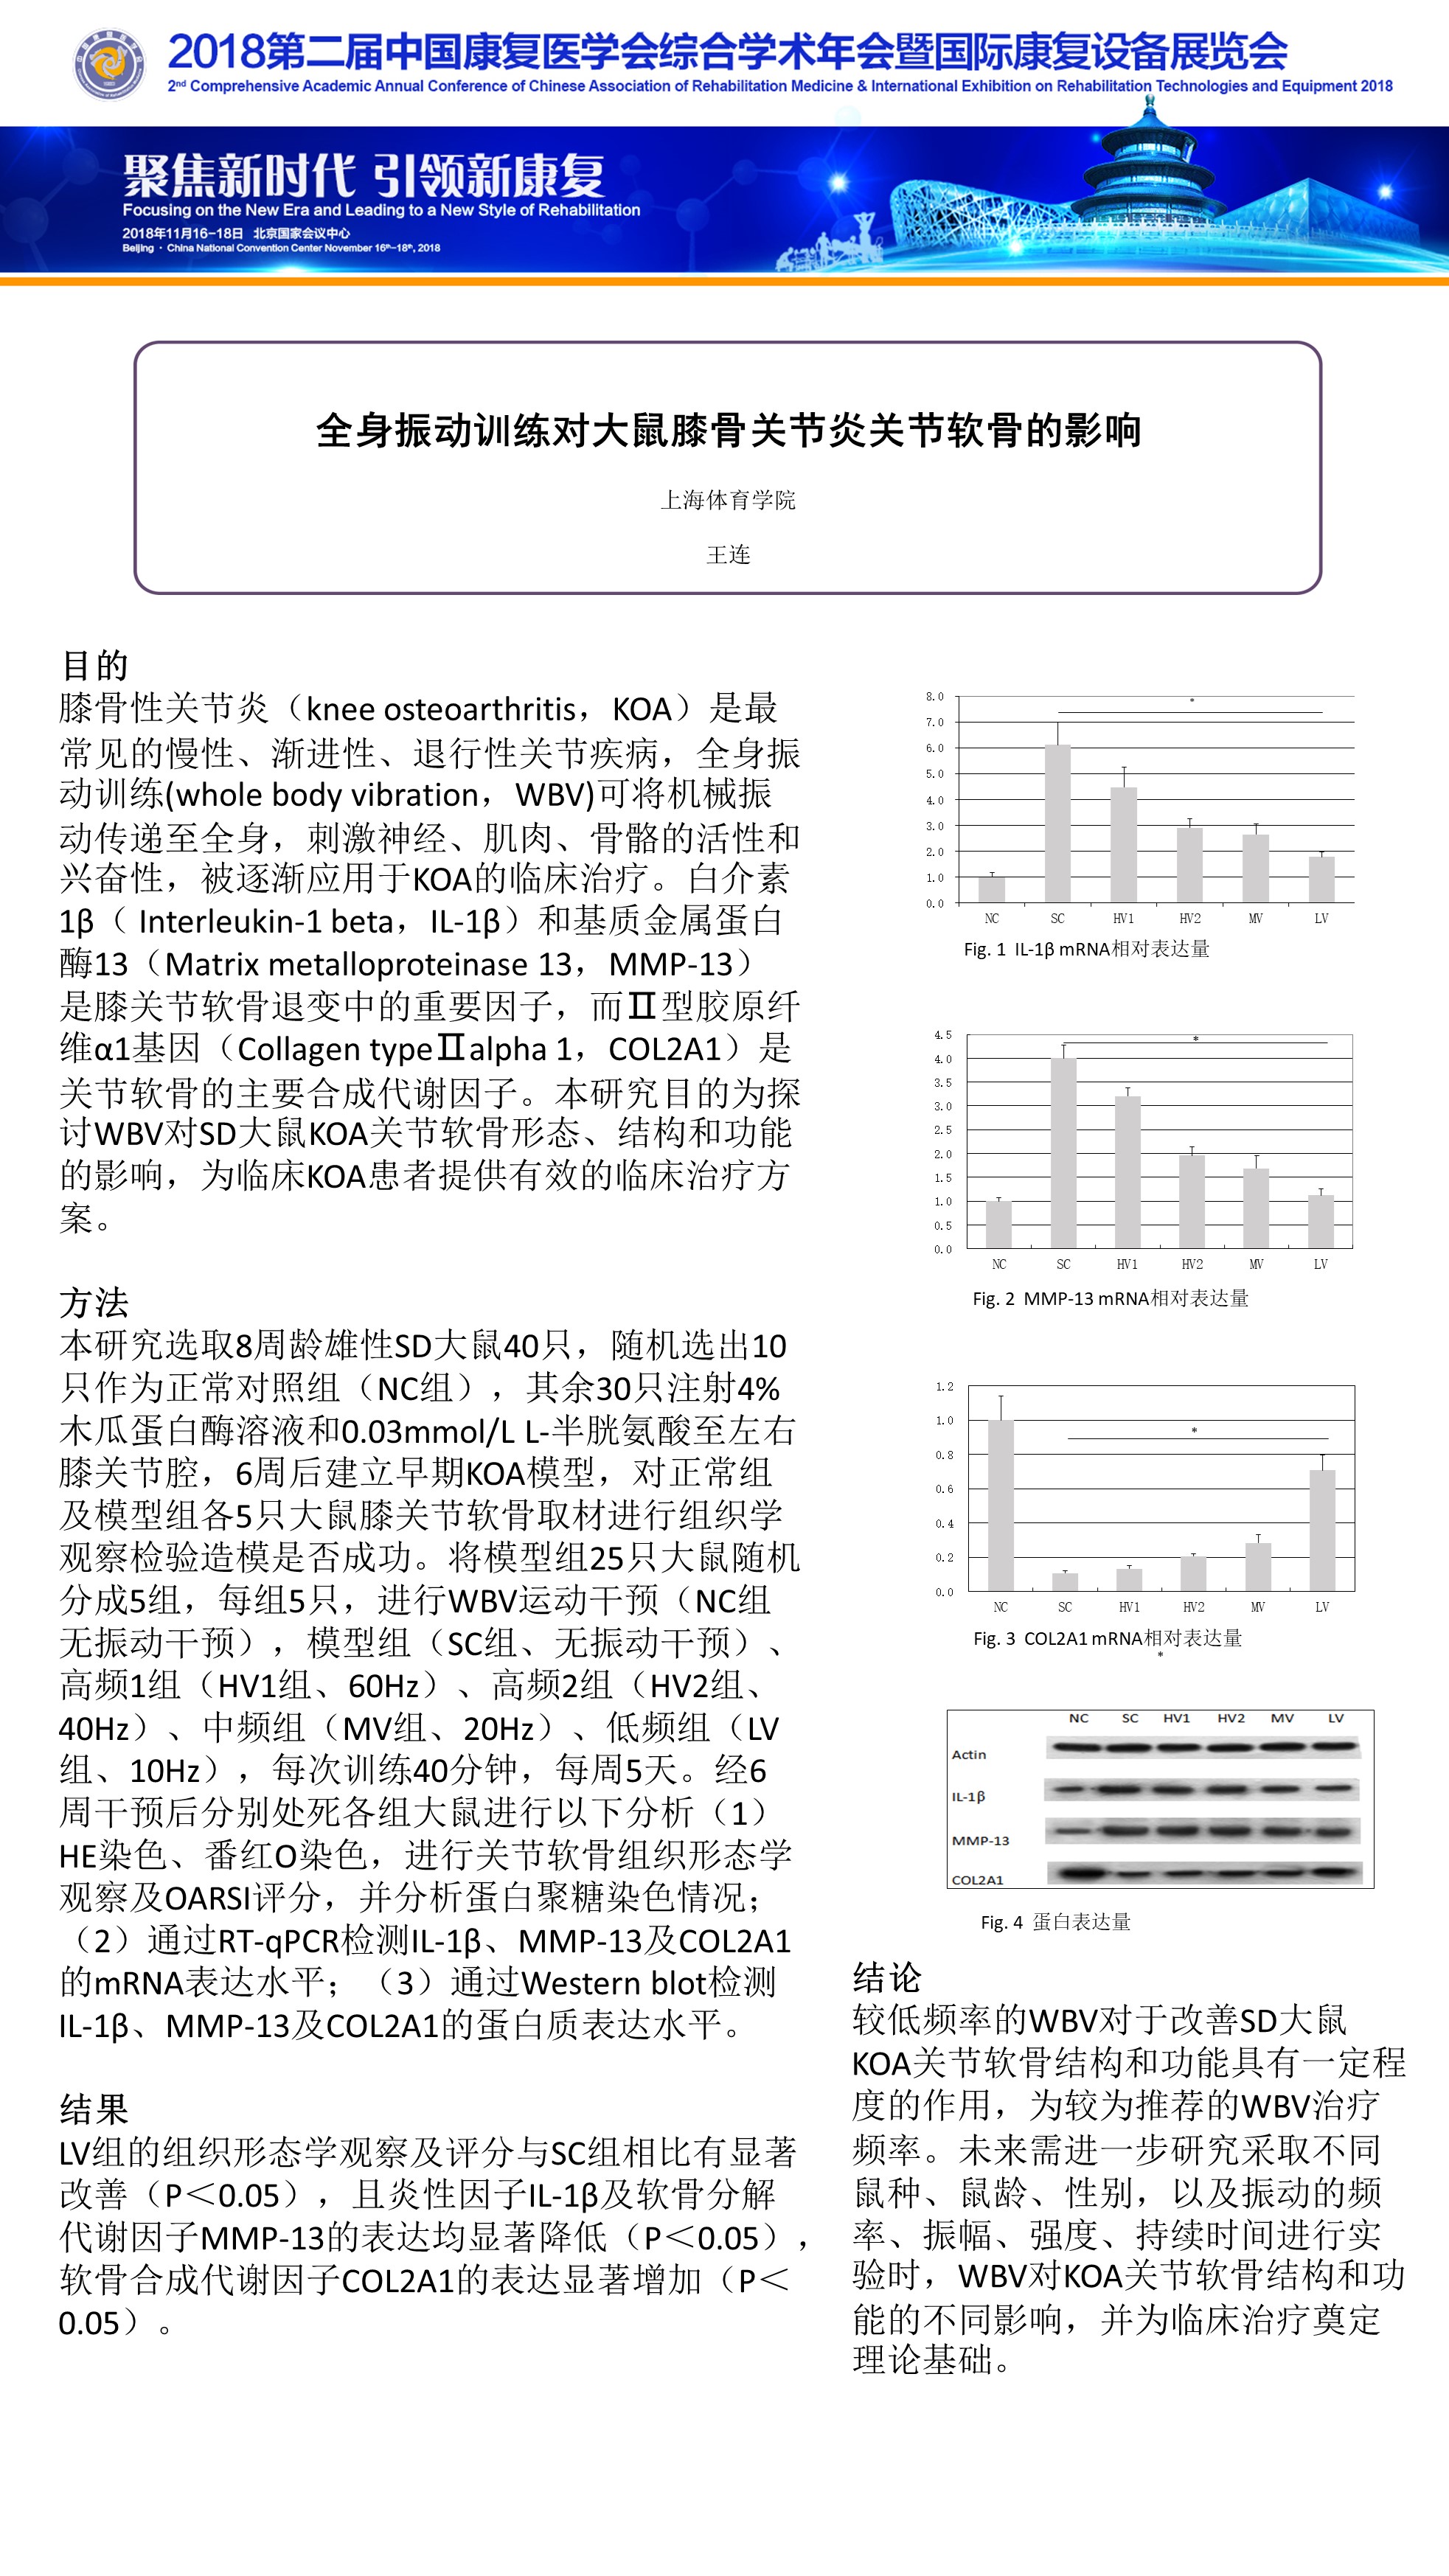 2018第二届中国康复医学会综合学术年会暨国际康复设备展览会
2nd Comprehensive Academic Annual Conference of Chinese Association of Rehabilitation Medicine & International Exhibition on Rehabilitation Technologies and Equipment 2018
聚焦新时代 引领新康复
Focusing on the New Era and Leading to a New Style of Rehabilitation
2018年11月16-18日 北京国家会议中心
Beijing · China National Convention Center November 16th-18th, 2018
全身振动训练对大鼠膝骨关节炎关节软骨的影响
上海体育学院
王连
目的
膝骨性关节炎（knee osteoarthritis，KOA）是最
常见的慢性、渐进性、退行性关节疾病，全身振
动训练(whole body vibration，WBV)可将机械振
动传递至全身，刺激神经、肌肉、骨骼的活性和
兴奋性，被逐渐应用于KOA的临床治疗。白介素
1β（ Interleukin-1 beta，IL-1β）和基质金属蛋白
酶13（Matrix metalloproteinase 13，MMP-13）
是膝关节软骨退变中的重要因子，而Ⅱ型胶原纤
维α1基因（Collagen typeⅡalpha 1，COL2A1）是
关节软骨的主要合成代谢因子。本研究目的为探
讨WBV对SD大鼠KOA关节软骨形态、结构和功能
的影响，为临床KOA患者提供有效的临床治疗方
案。
方法
本研究选取8周龄雄性SD大鼠40只，随机选出10
只作为正常对照组（NC组），其余30只注射4%
木瓜蛋白酶溶液和0.03mmol/L L-半胱氨酸至左右
膝关节腔，6周后建立早期KOA模型，对正常组
及模型组各5只大鼠膝关节软骨取材进行组织学
观察检验造模是否成功。将模型组25只大鼠随机
分成5组，每组5只，进行WBV运动干预（NC组
无振动干预），模型组（SC组、无振动干预）、
高频1组（HV1组、60Hz）、高频2组（HV2组、
40Hz）、中频组（MV组、20Hz）、低频组（LV
组、10Hz），每次训练40分钟，每周5天。经6
周干预后分别处死各组大鼠进行以下分析（1）
HE染色、番红O染色，进行关节软骨组织形态学
观察及OARSI评分，并分析蛋白聚糖染色情况；
（2）通过RT-qPCR检测IL-1β、MMP-13及COL2A1
的mRNA表达水平；（3）通过Western blot检测
IL-1β、MMP-13及COL2A1的蛋白质表达水平。
结果
LV组的组织形态学观察及评分与SC组相比有显著
改善（P＜0.05），且炎性因子IL-1β及软骨分解
代谢因子MMP-13的表达均显著降低（P＜0.05），
软骨合成代谢因子COL2A1的表达显著增加（P＜
0.05）。
8.0
7.0
6.0
5.0
4.0
3.0
2.0
1.0
0.0
*
NC SC HV1 HV2 MV LV
Fig. 1 IL-1β mRNA相对表达量
4.5
4.0
3.5
3.0
2.5
2.0
1.5
1.0
0.5
0.0
*
NC SC HV1 HV2 MV LV
Fig. 2 MMP-13 mRNA相对表达量
1.2
1.0
0.8
0.6
0.4
0.2
0.0
*
NC SC HV1 HV2 MV LV
Fig. 3 COL2A1 mRNA相对表达量
*
NC SC HV1 HV2 MV LV
Actin
IL-1β
MMP-13
COL2A1
Fig. 4 蛋白表达量
结论
较低频率的WBV对于改善SD大鼠
KOA关节软骨结构和功能具有一定程
度的作用，为较为推荐的WBV治疗
频率。未来需进一步研究采取不同
鼠种、鼠龄、性别，以及振动的频
率、振幅、强度、持续时间进行实
验时，WBV对KOA关节软骨结构和功
能的不同影响，并为临床治疗奠定
理论基础。